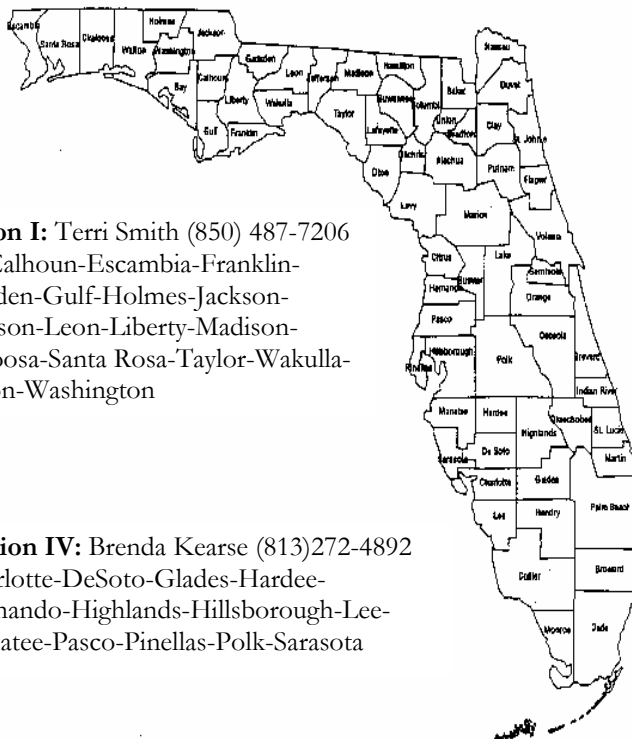 Escambia
Santa Rosa
Okaloosa
Walton
Holmes
Washington
Jackson
Bay
Calhoun
Gulf
Gadsden
Liberty
Franklin
Leon
Wakulla
Jefferson
Madison
Taylor
Hamilton
Suwannee
Lafayette
Dixie
Columbia
Gilchrist
Baker
Union
Bradford
Alachua
Levy
Nassau
Duval
Clay
St. Johns
Putnam
Flagler
Marion
Volusia
Citrus
Sumter
Lake
Hernando
Seminole
Orange
Pasco
on I: Terri Smith (850) 487-7206
Calhoun-Escambia-Franklin-
den-Gulf-Holmes-Jackson-
son-Leon-Liberty-Madison-
oosa-Santa Rosa-Taylor-Wakulla-
on-Washington
Hillsborough
Pinellas
Polk
Osceola
Brevard
Indian River
Manatee
Hardee
Highlands
Okeechobee
St. Lucie
Sarasota
De Soto
Martin
Charlotte
Glades
Lee
Hendry
Palm Beach
ion IV: Brenda Kearse (813)272-4892
rlotte-DeSoto-Glades-Hardee-
nando-Highlands-Hillsborough-Lee-
atee-Pasco-Pinellas-Polk-Sarasota
Collier
Broward
Monroe
Dade